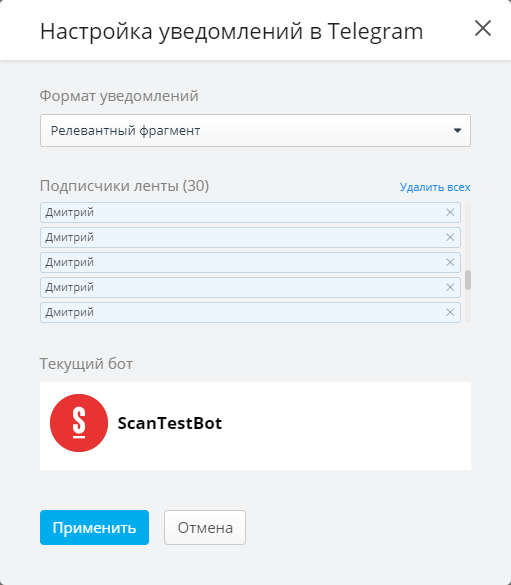 Настройка уведомлений в Telegram
Формат уведомлений
Релевантный фрагмент
Подписчики ленты (30)
Удалить всех
Дмитрий
Дмитрий
Дмитрий
Дмитрий
Дмитрий
Текущий бот
S
ScanTestBot
Применить
Отмена